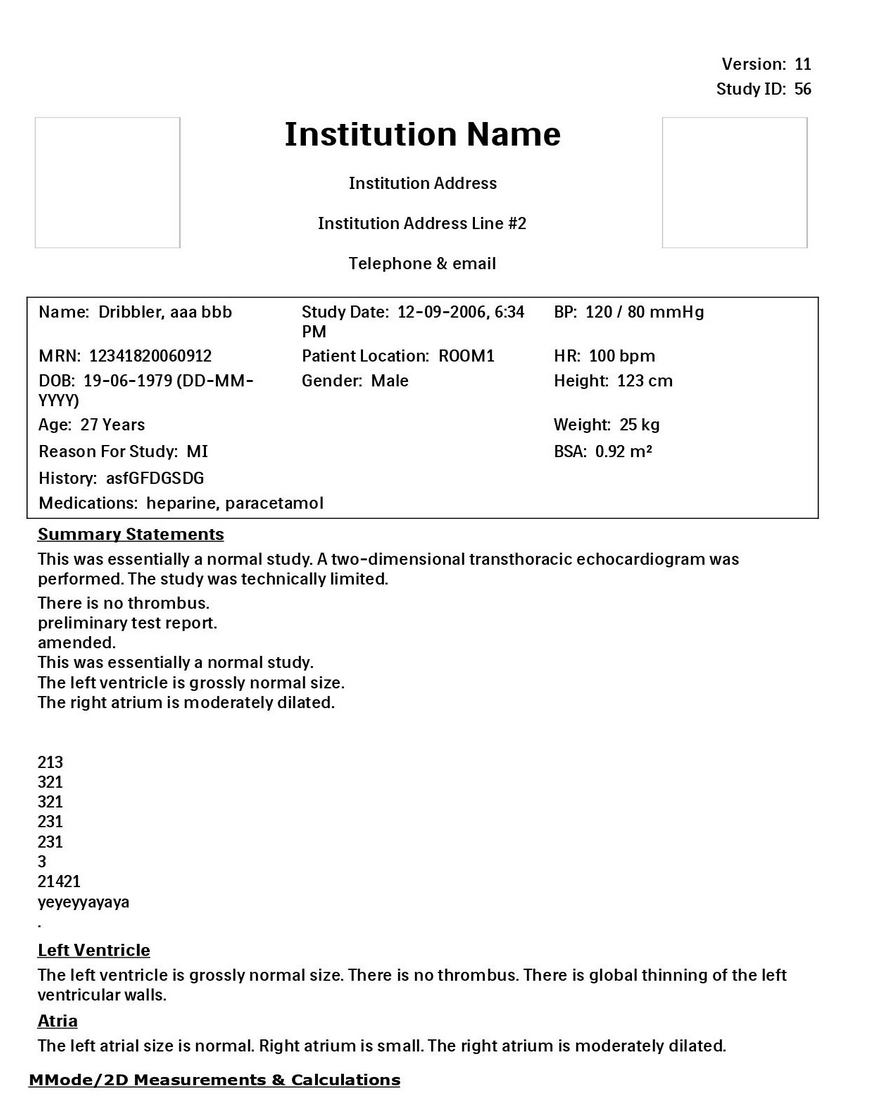 Version: 11
Study ID: 56
Institution Name
Institution Address
Institution Address Line #2
Telephone & email
Name: Dribbler, aaa bbb
Study Date: 12-09-2006, 6:34
PM
BP: 120 / 80 mmHg
MRN: 12341820060912
Patient Location: ROOM1
HR: 100 bpm
DOB: 19-06-1979 (DD-MM-
YYYY)
Gender: Male
Height: 123 cm
Age: 27 Years
Weight: 25 kg
Reason For Study: MI
BSA: 0.92 m²
History: asfGFDGSDG
Medications: heparine, paracetamol
Summary Statements
This was essentially a normal study. A two-dimensional transthoracic echocardiogram was
performed. The study was technically limited.
There is no thrombus.
preliminary test report.
amended.
This was essentially a normal study.
The left ventricle is grossly normal size.
The right atrium is moderately dilated.
213
321
321
231
231
3
21421
yeyeyyayaya
.
Left Ventricle
The left ventricle is grossly normal size. There is no thrombus. There is global thinning of the left
ventricular walls.
Atria
The left atrial size is normal. Right atrium is small. The right atrium is moderately dilated.
MMode/2D Measurements & Calculations